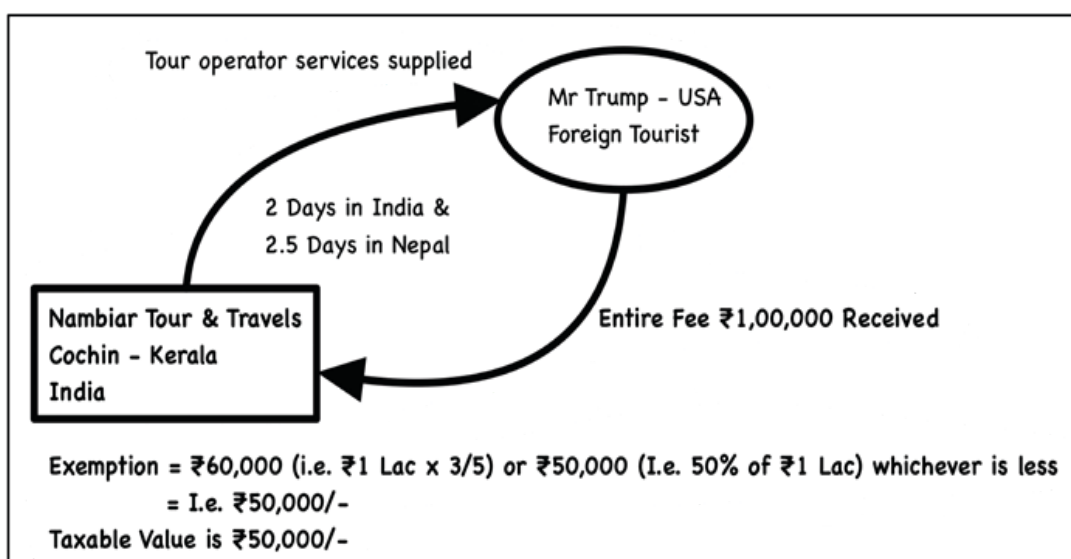 Tour operator services supplied
Mr Trump - USA
Foreign Tourist
2 Days in India &
2.5 Days in Nepal
Nambiar Tour & Travels
Cochin - Kerala
India
Entire Fee ₹1,00,000 Received
Exemption = ₹60,000 (i.e. ₹1 Lac x 3/5) or ₹50,000 (I.e. 50% of ₹1 Lac) whichever is less
= I.e. ₹50,000/-
Taxable Value is ₹50,000/-